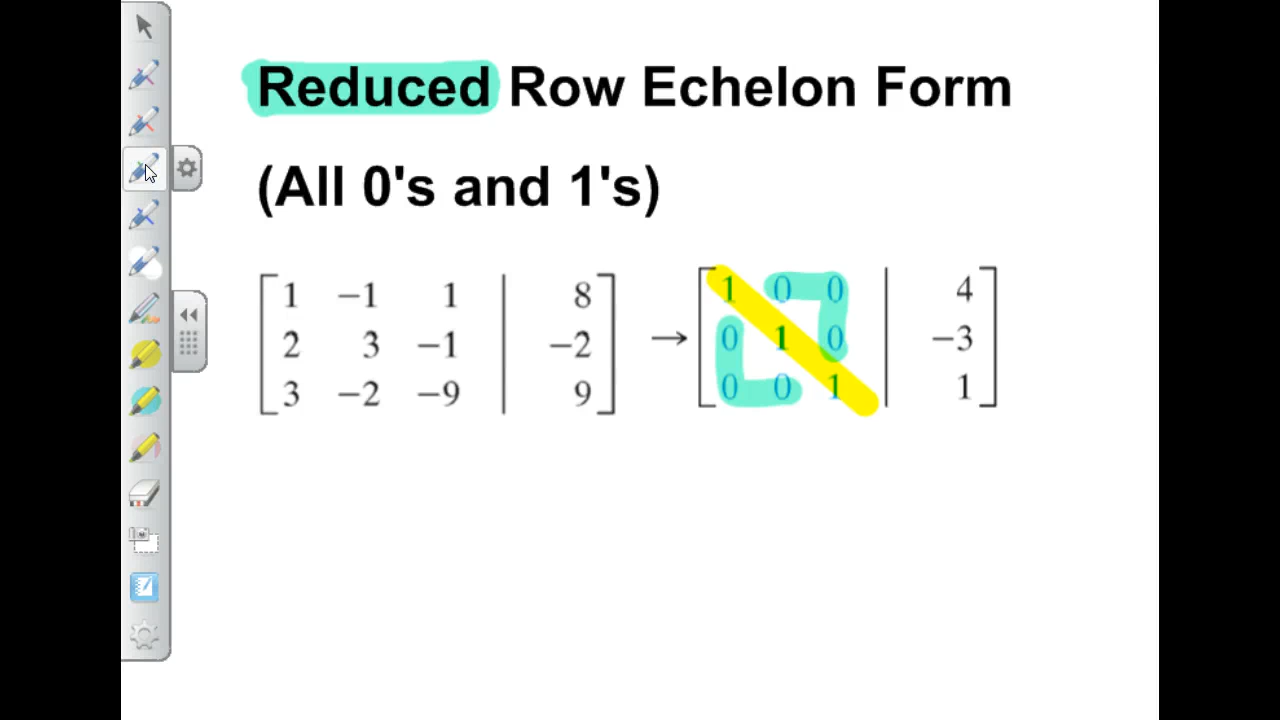 Reduced Row Echelon Form
(All 0's and 1's)
[1 −1 1 | 8] → [1 0 0 | 4]
[2 3 −1 | −2] [0 1 0 | −3]
[3 −2 −9 | 9] [0 0 1 | 1]